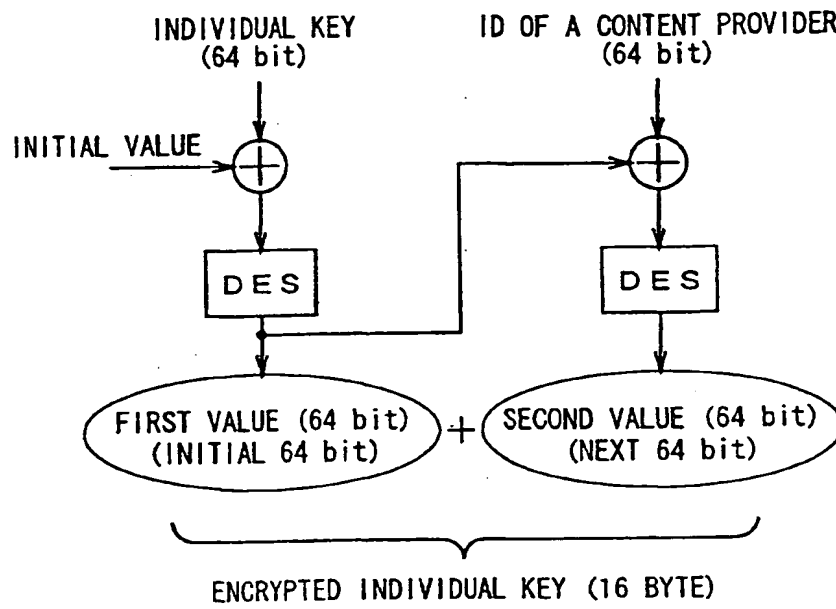 INDIVIDUAL KEY
(64 bit)
ID OF A CONTENT PROVIDER
(64 bit)
INITIAL VALUE
DES
DES
FIRST VALUE (64 bit)
(INITIAL 64 bit)
+
SECOND VALUE (64 bit)
(NEXT 64 bit)
ENCRYPTED INDIVIDUAL KEY (16 BYTE)